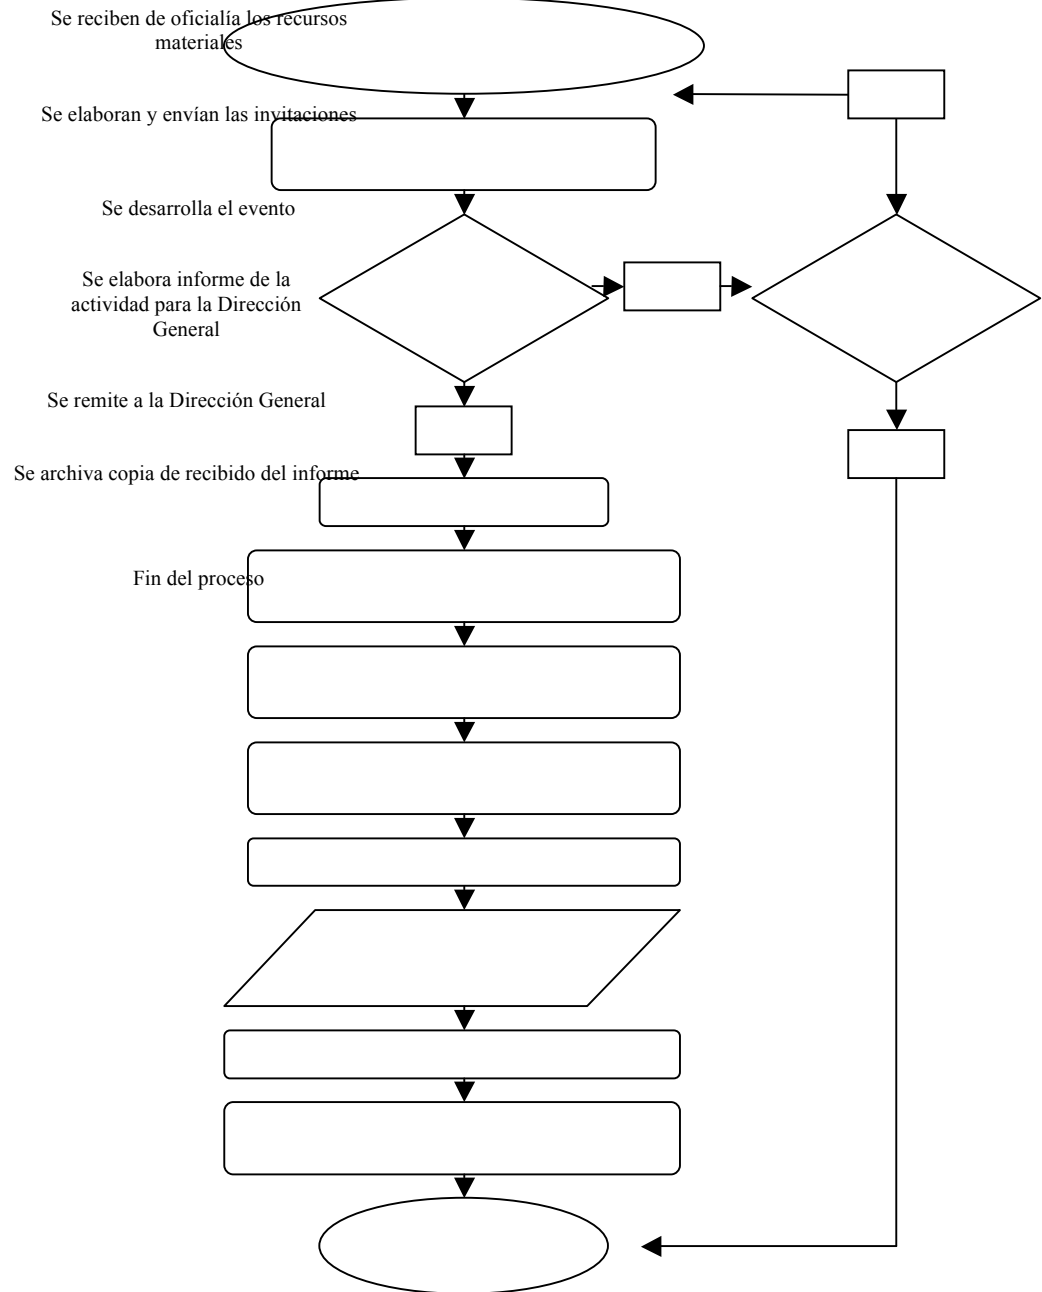 Se reciben de oficialía los recursos
materiales
Se elaboran y envían las invitaciones
Se desarrolla el evento
Se elabora informe de la
actividad para la Dirección
General
Se remite a la Dirección General
Se archiva copia de recibido del informe
Fin del proceso